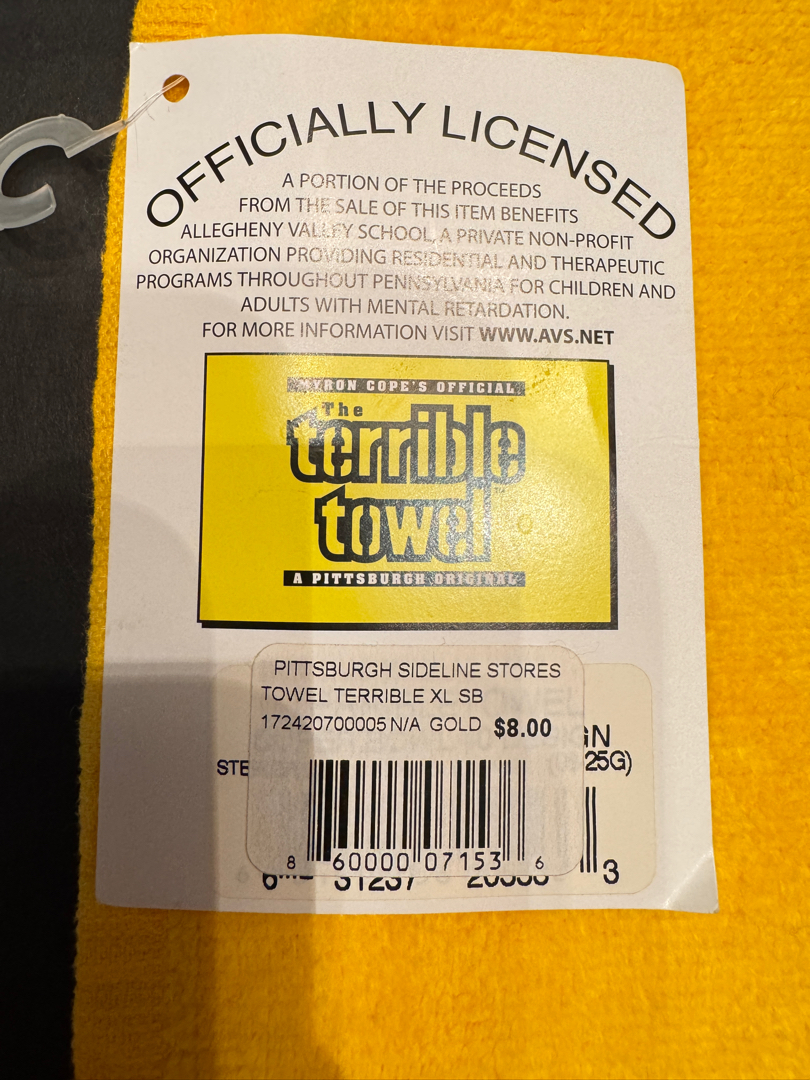 OFFICIALLY LICENSED
A PORTION OF THE PROCEEDS
FROM THE SALE OF THIS ITEM BENEFITS
ALLEGHENY VALLEY SCHOOL, A PRIVATE NON-PROFIT
ORGANIZATION PROVIDING RESIDENTIAL AND THERAPEUTIC
PROGRAMS THROUGHOUT PENNSYLVANIA FOR CHILDREN AND
ADULTS WITH MENTAL RETARDATION.
FOR MORE INFORMATION VISIT WWW.AVS.NET
MYRON COPE'S OFFICIAL
The
terrible
towel
A PITTSBURGH ORIGINAL
PITTSBURGH SIDELINE STORES
TOWEL TERRIBLE XL SB
172420700005 N/A GOLD $8.00
25G)
8 60000 07153 6
3